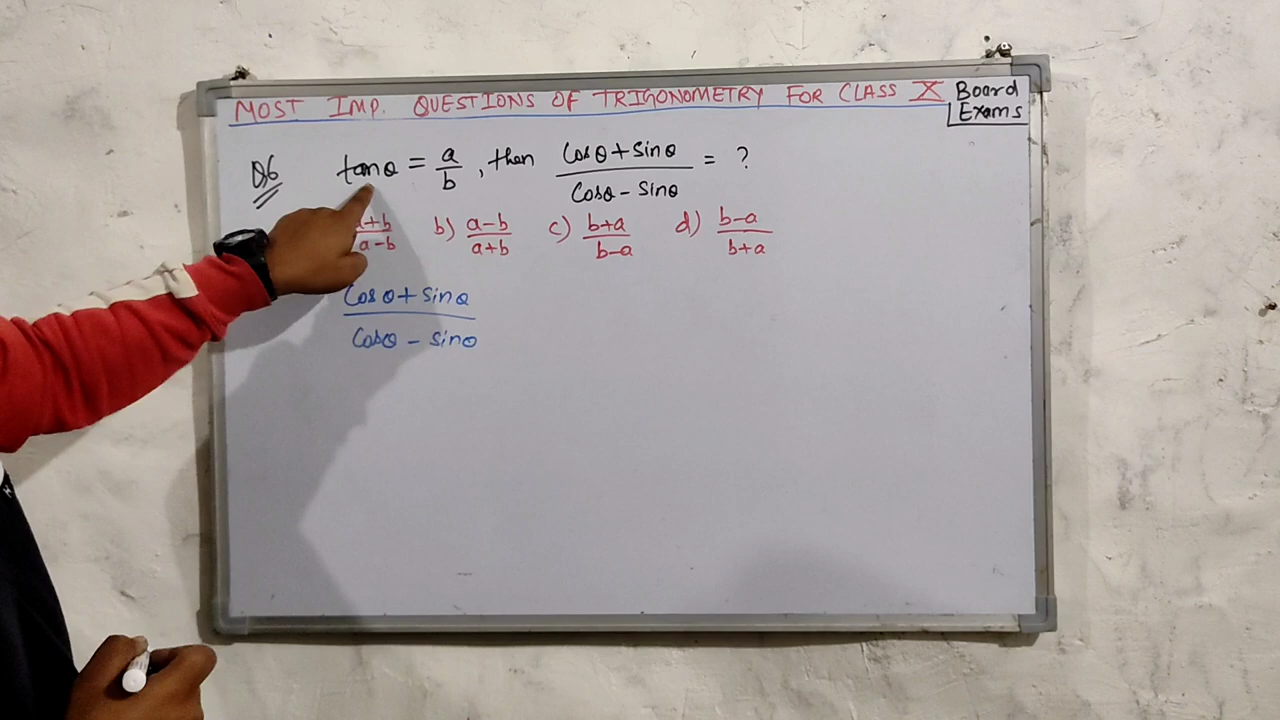 MOST IMP. QUESTIONS OF TRIGONOMETRY FOR CLASS X Board Exams
Q6 tanθ = a/b , then (Cosθ + Sinθ)/(Cosθ - Sinθ) = ?
a+b/a-b b) a-b/a+b c) b+a/b-a d) b-a/b+a
Cosθ + Sinθ
Cosθ - Sinθ